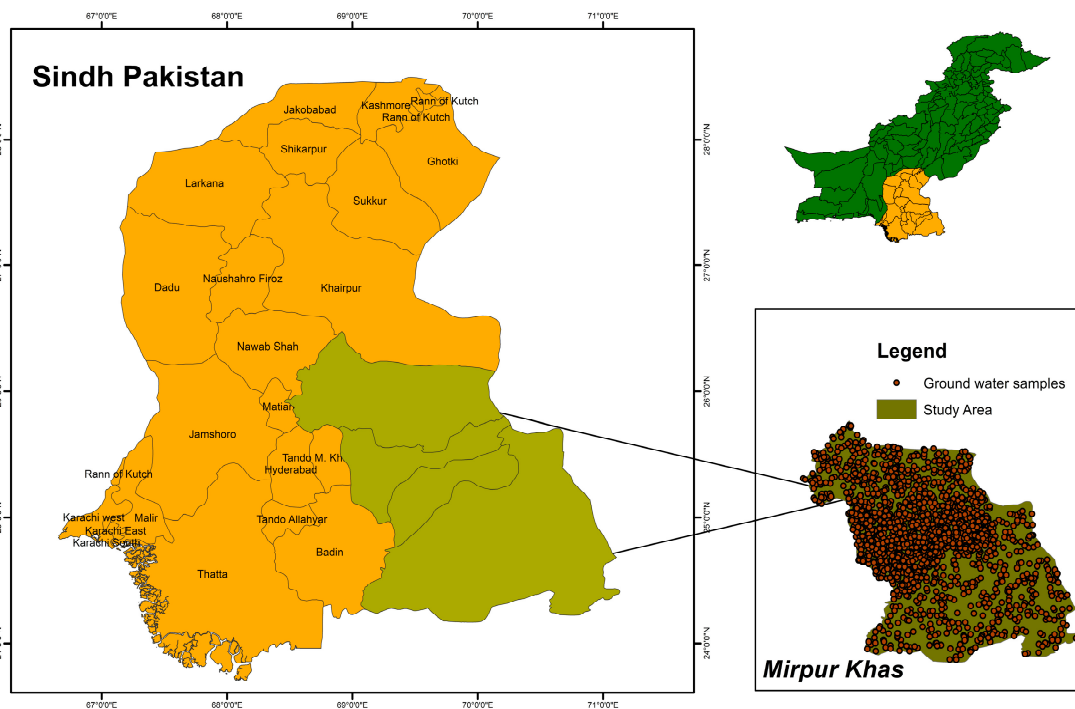 67°0'0"E 68°0'0"E 69°0'0"E 70°0'0"E 71°0'0"E
Sindh Pakistan
Jakobabad
Kashmore
Rann of Kutch
Rann of Kutch
28°0'0"N
Shikarpur
Ghotki
Larkana
Sukkur
27°0'0"N
Dadu
Naushahro Firoz
Khairpur
Nawab Shah
Matiari
Jamshoro
Tando M. Kh
Hyderabad
Rann of Kutch
Karachi west
Malir
Karachi East
Karachi South
Tando Allahyar
Badin
Thatta
26°0'0"N
25°0'0"N
24°0'0"N
67°0'0"E 68°0'0"E 69°0'0"E 70°0'0"E 71°0'0"E
Legend
Ground water samples
Study Area
Mirpur Khas